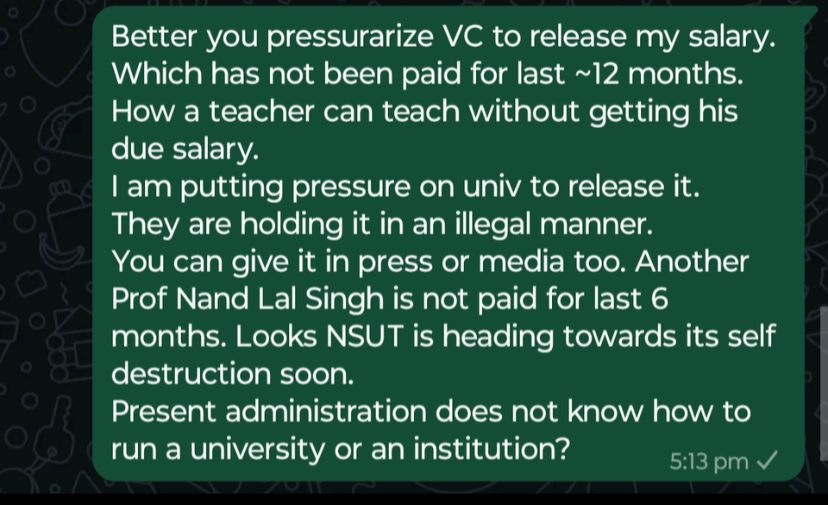 Better you pressurarize VC to release my salary.
Which has not been paid for last ~12 months.
How a teacher can teach without getting his
due salary.
I am putting pressure on univ to release it.
They are holding it in an illegal manner.
You can give it in press or media too. Another
Prof Nand Lal Singh is not paid for last 6
months. Looks NSUT is heading towards its self
destruction soon.
Present administration does not know how to
run a university or an institution?
5:13 pm